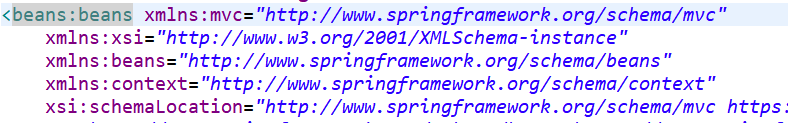 <beans:beans xmlns:mvc="http://www.springframework.org/schema/mvc"
xmlns:xsi="http://www.w3.org/2001/XMLSchema-instance"
xmlns:beans="http://www.springframework.org/schema/beans"
xmlns:context="http://www.springframework.org/schema/context"
xsi:schemaLocation="http://www.springframework.org/schema/mvc https: